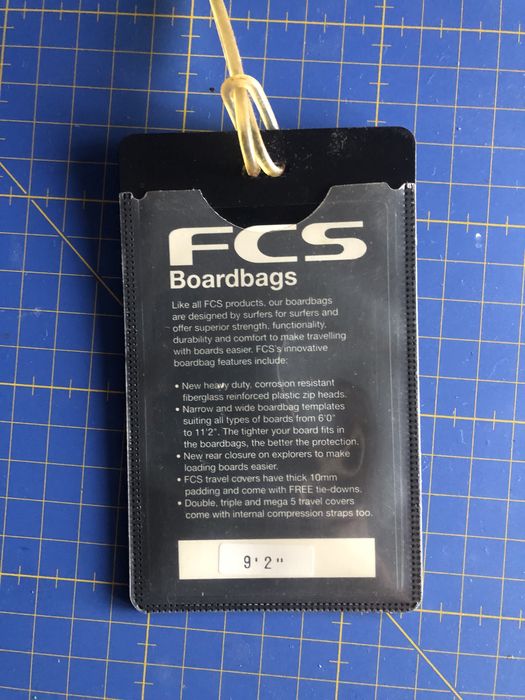 FCS
Boardbags
Like all FCS products, our boardbags
are designed by surfers for surfers and
offer superior strength, functionality,
durability and comfort to make travelling
with boards easier. FCS's innovative
boardbag features include:
• New heavy duty, corrosion resistant
fiberglass reinforced plastic zip heads.
• Narrow and wide boardbag templates
suiting all types of boards from 6'0"
to 11'2". The tighter your board fits in
the boardbags, the better the protection.
• New rear closure on explorers to make
loading boards easier.
• FCS travel covers have thick 10mm
padding and come with FREE tie-downs.
• Double, triple and mega 5 travel covers
come with internal compression straps too.
9'2"